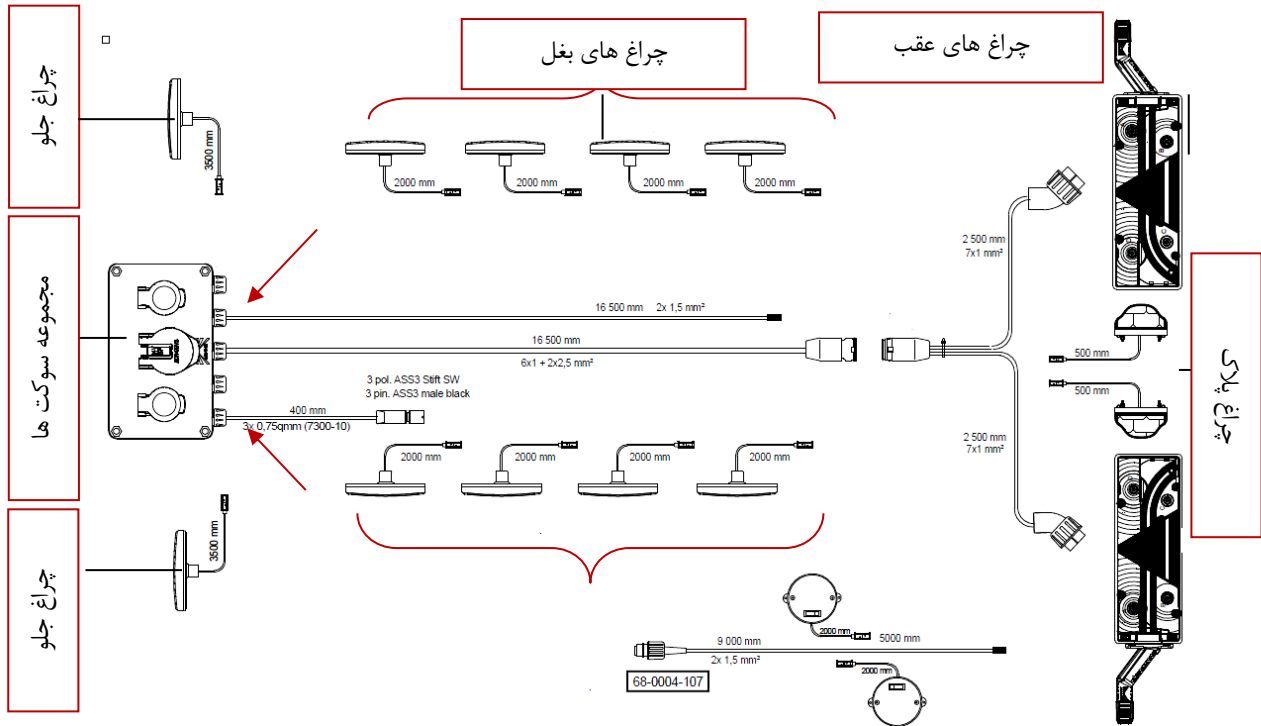 چراغ جلو
چراغ های بغل
چراغ های عقب
3500 mm
2000 mm
2000 mm
2000 mm
2000 mm
مجموعه سوکت ها
2 500 mm
7x1 mm²
16 500 mm 2x 1,5 mm²
16 500 mm
6x1 + 2x2,5 mm²
چراغ پلاک
500 mm
500 mm
3 pol. ASS3 Stift SW
3 pin. ASS3 male black
400 mm
3x 0,75qmm (7300-10)
2 500 mm
7x1 mm²
2000 mm
2000 mm
2000 mm
2000 mm
چراغ جلو
3500 mm
2000 mm
9 000 mm
5000 mm
2x 1,5 mm²
2000 mm
68-0004-107